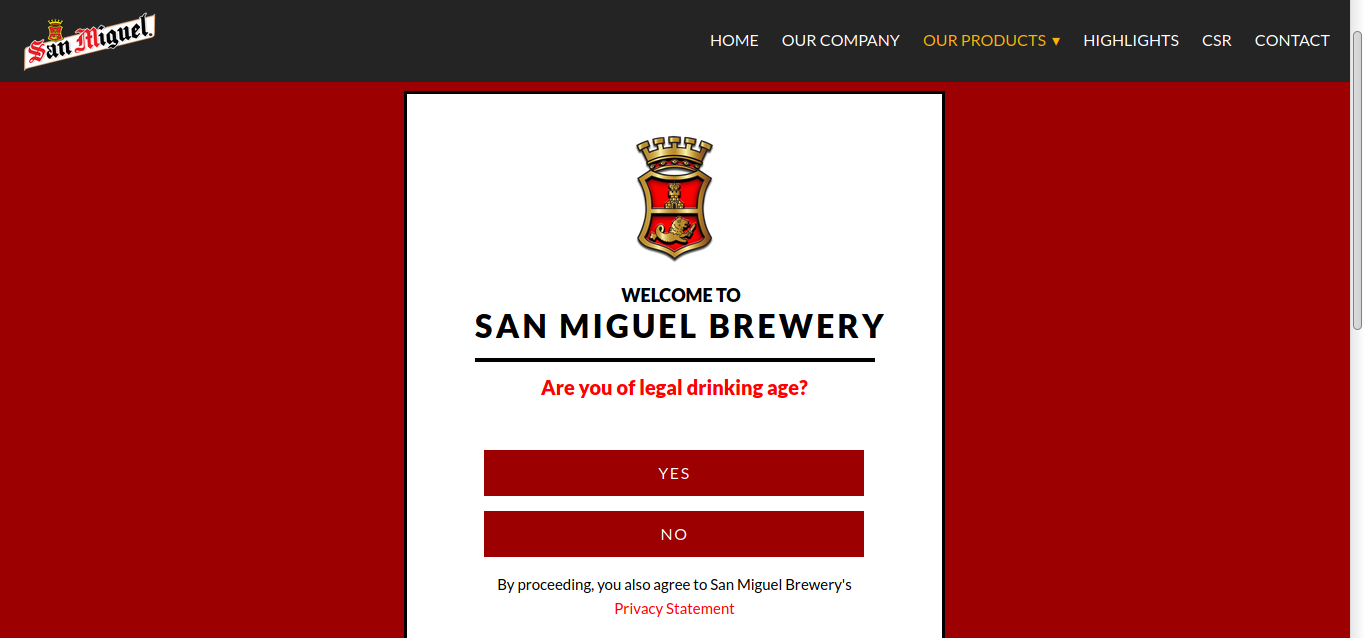 San Miguel
HOME OUR COMPANY OUR PRODUCTS ▾ HIGHLIGHTS CSR CONTACT
WELCOME TO
SAN MIGUEL BREWERY
Are you of legal drinking age?
YES
NO
By proceeding, you also agree to San Miguel Brewery's
Privacy Statement